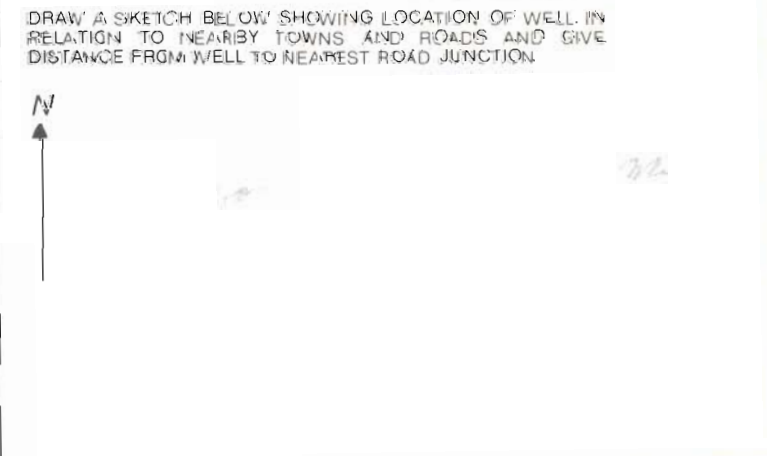 DRAW A SKETCH BELOW SHOWING LOCATION OF WELL. IN
RELATION TO NEARBY TOWNS AND ROADS AND GIVE
DISTANCE FROM WELL TO NEAREST ROAD JUNCTION
N